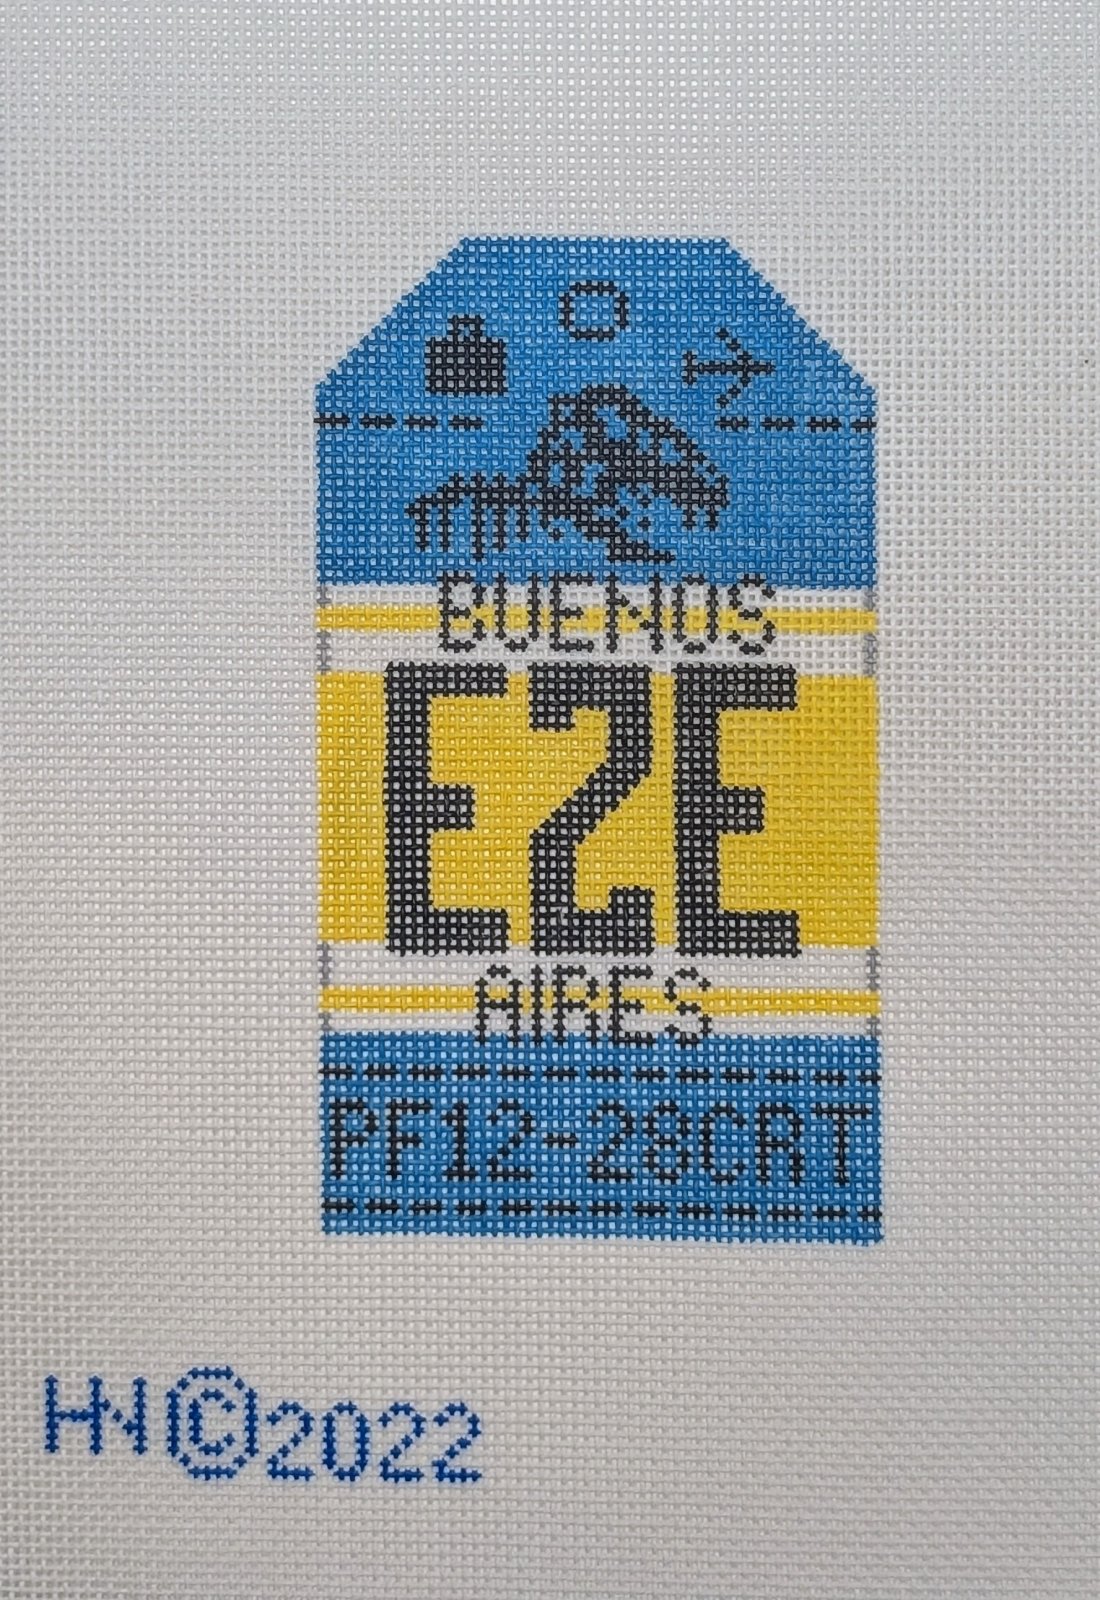 BUENOS
EZE
AIRES
PF12-28CRT
HN©2022